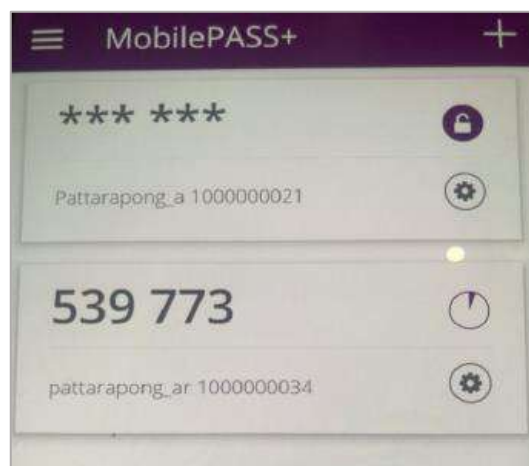 MobilePASS+
*** ***
Pattarapong_a 1000000021
539 773
pattarapong_ar 1000000034